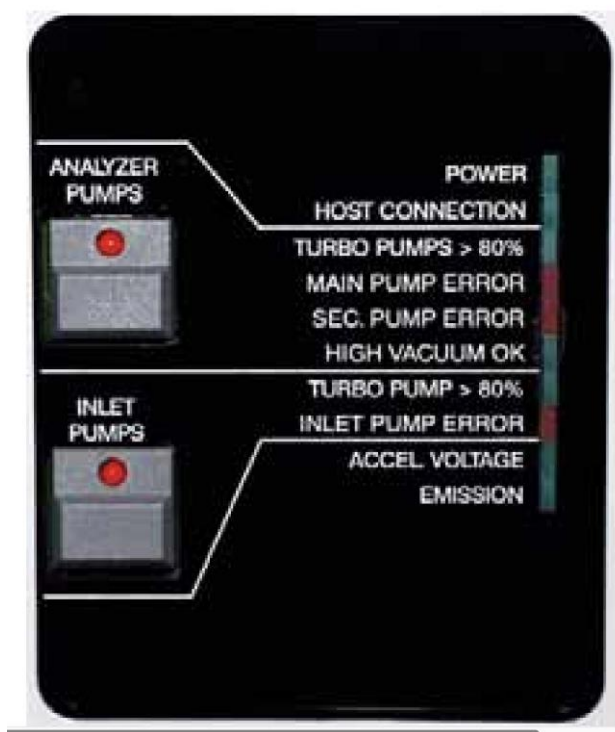 ANALYZER
PUMPS
POWER
HOST CONNECTION
TURBO PUMPS > 80%
MAIN PUMP ERROR
SEC. PUMP ERROR
HIGH VACUUM OK
INLET
PUMPS
TURBO PUMP > 80%
INLET PUMP ERROR
ACCEL. VOLTAGE
EMISSION